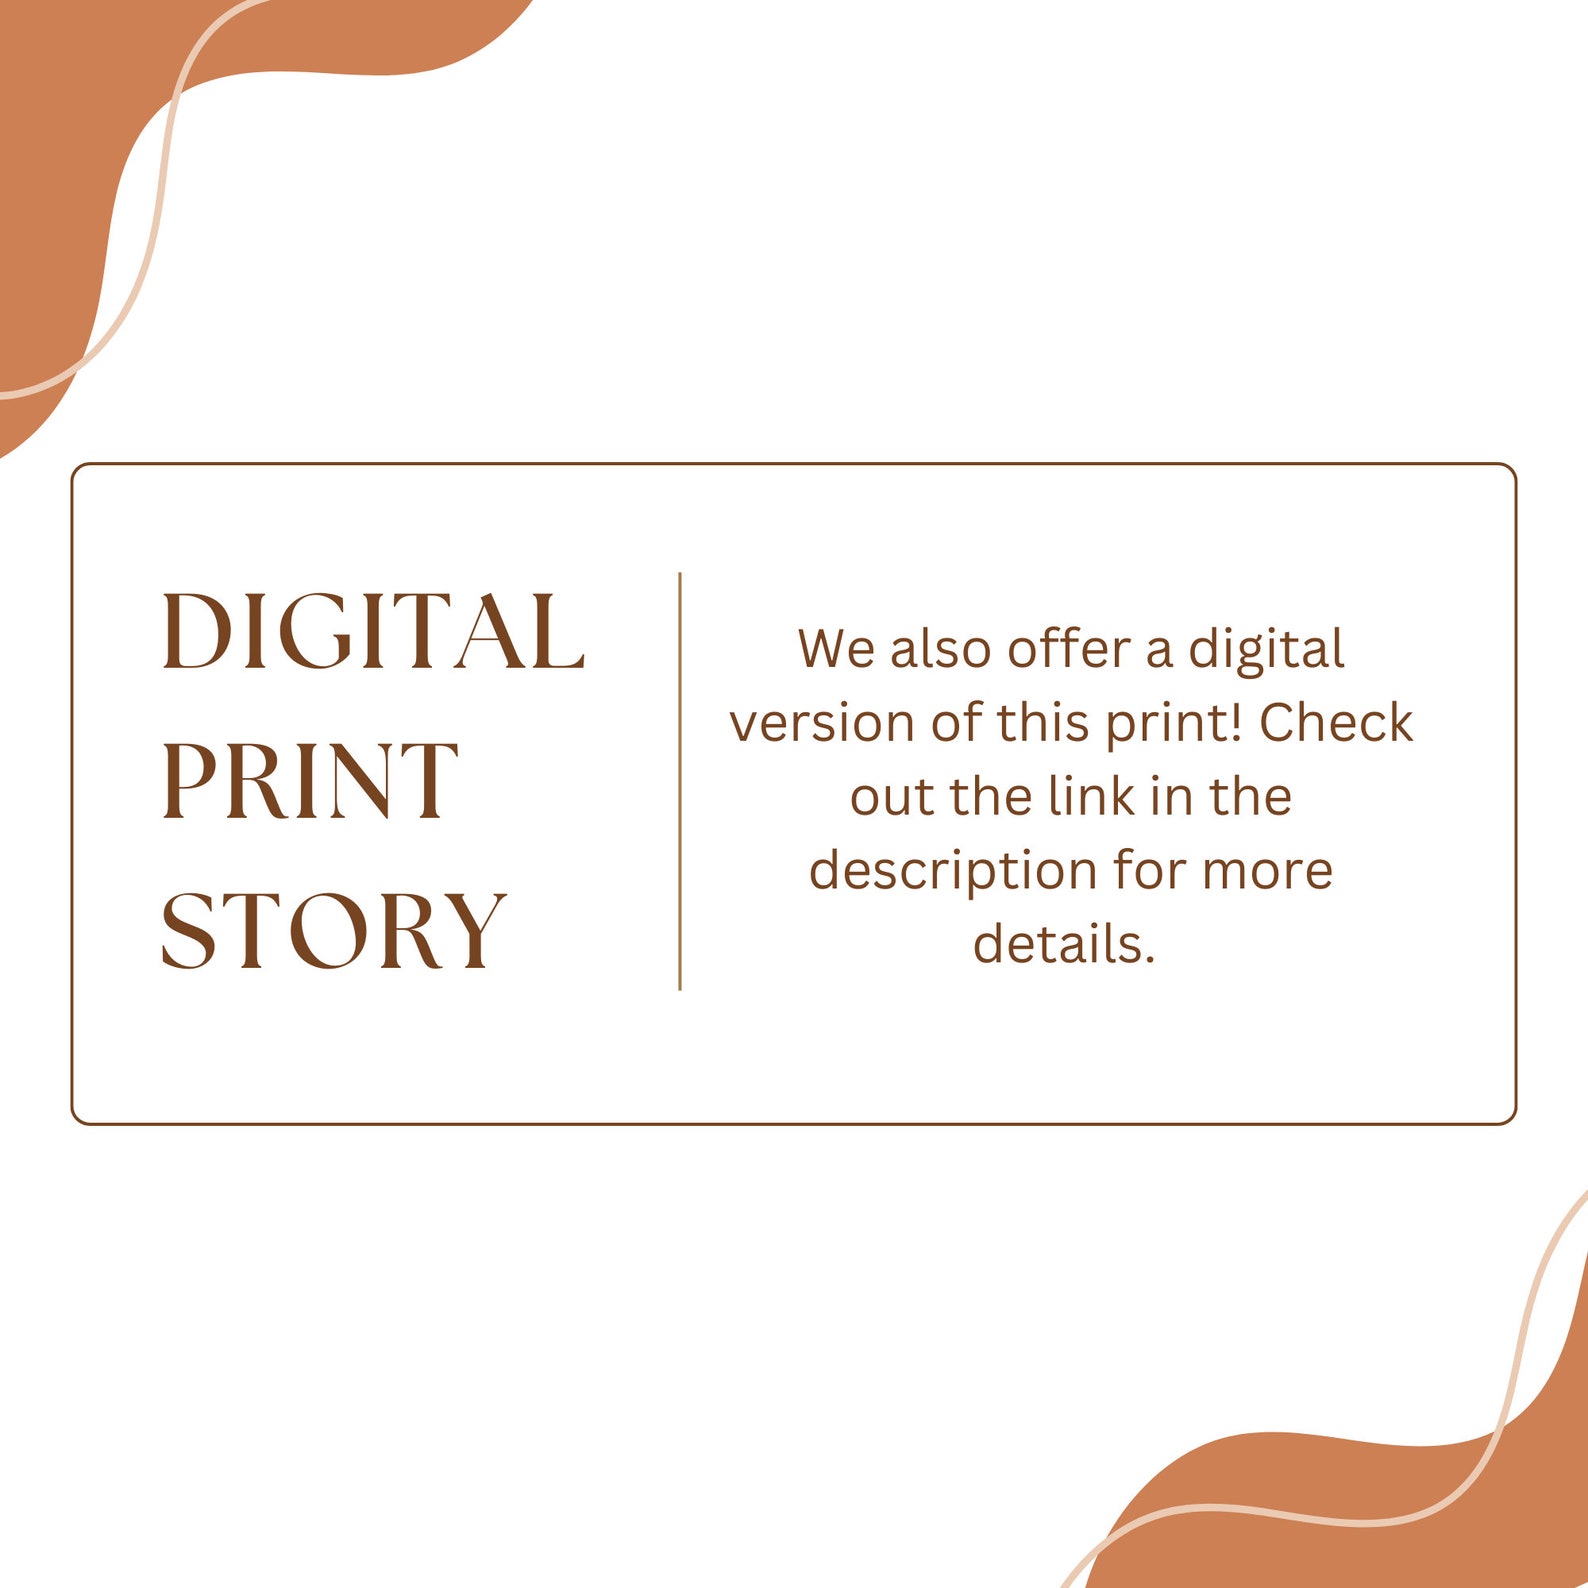 DIGITAL
PRINT
STORY
We also offer a digital
version of this print! Check
out the link in the
description for more
details.